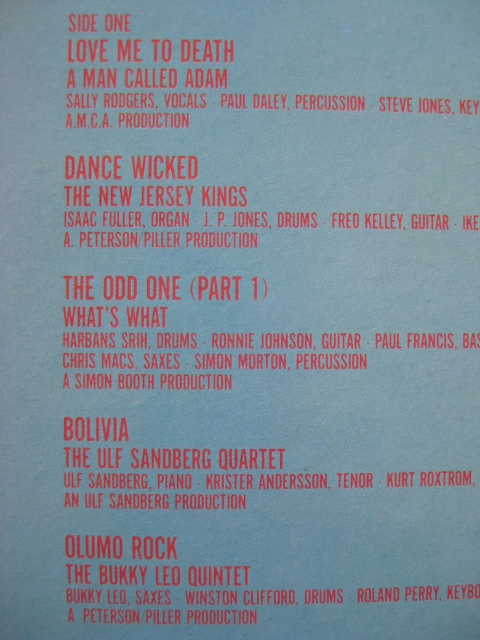 SIDE ONE
LOVE ME TO DEATH
A MAN CALLED ADAM
SALLY RODGERS, VOCALS · PAUL DALEY, PERCUSSION · STEVE JONES, KEY
A.M.C.A. PRODUCTION
DANCE WICKED
THE NEW JERSEY KINGS
ISAAC FULLER, ORGAN · J. P. JONES, DRUMS · FRED KELLEY, GUITAR · IKE
A. PETERSON/PILLER PRODUCTION
THE ODD ONE (PART 1)
WHAT'S WHAT
HARBANS SRIH, DRUMS · RONNIE JOHNSON, GUITAR · PAUL FRANCIS, BAS
CHRIS MACS, SAXES · SIMON MORTON, PERCUSSION
A SIMON BOOTH PRODUCTION
BOLIVIA
THE ULF SANDBERG QUARTET
ULF SANDBERG, PIANO · KRISTER ANDERSSON, TENOR · KURT ROXTROM,
AN ULF SANDBERG PRODUCTION
OLUMO ROCK
THE BUKKY LEO QUINTET
BUKKY LEO, SAXES · WINSTON CLIFFORD, DRUMS · ROLAND PERRY, KEYBO
A PETERSON/PILLER PRODUCTION